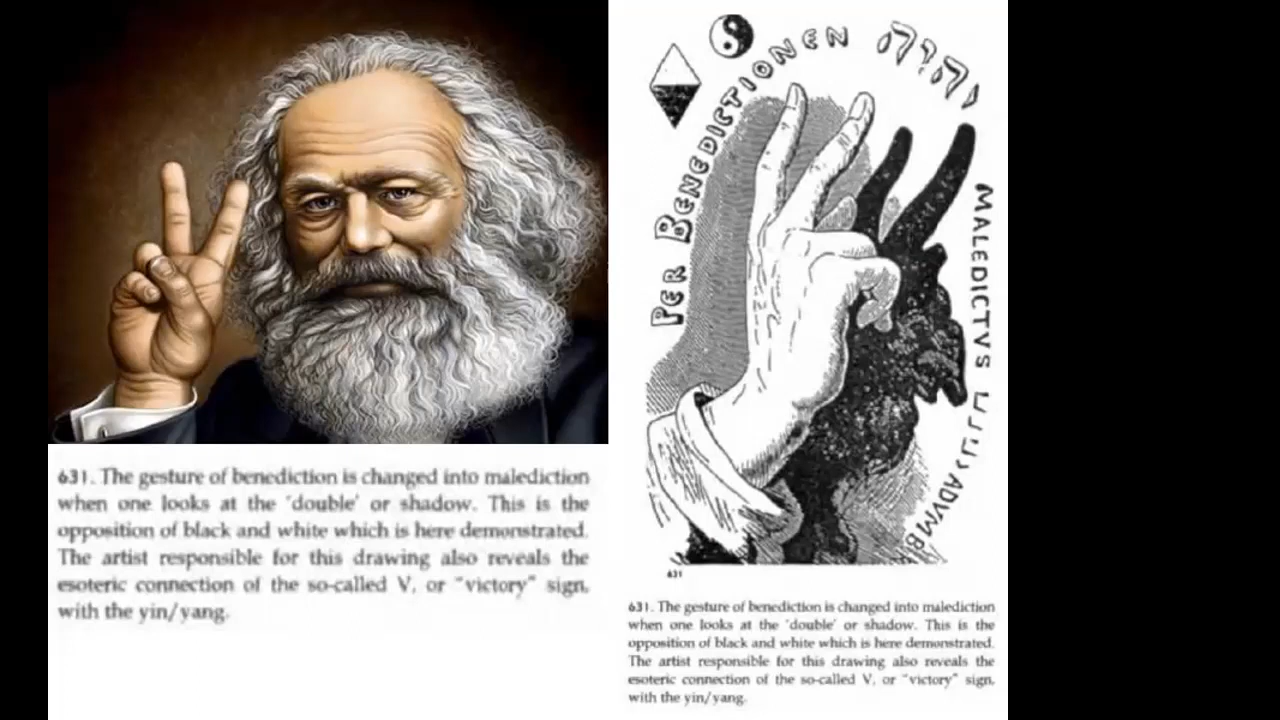 631. The gesture of benediction is changed into malediction
when one looks at the 'double' or shadow. This is the
opposition of black and white which is here demonstrated.
The artist responsible for this drawing also reveals the
esoteric connection of the so-called V, or "victory" sign,
with the yin/yang.
PER BENEDICTIONEN
יהוה
MALEDICTVS
ADVMB
631
631. The gesture of benediction is changed into malediction
when one looks at the 'double' or shadow. This is the
opposition of black and white which is here demonstrated.
The artist responsible for this drawing also reveals the
esoteric connection of the so-called V, or "victory" sign,
with the yin/yang.